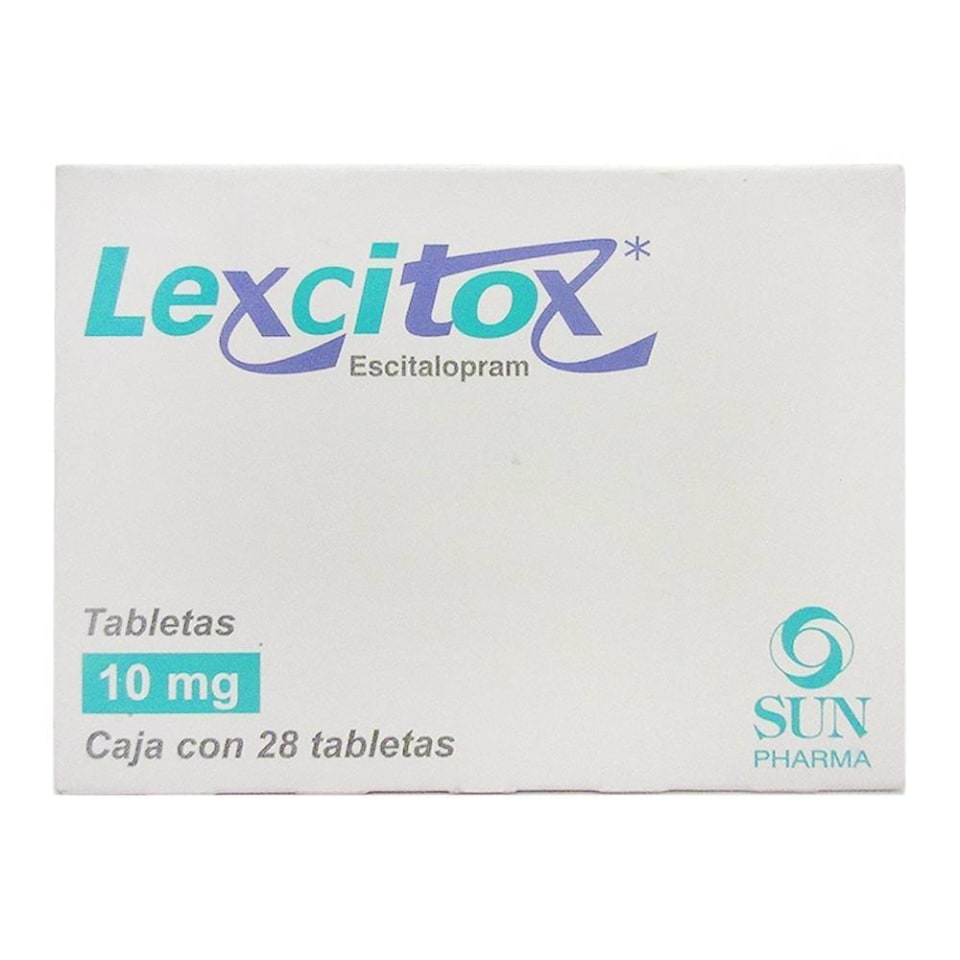 Lexcitox*
Escitalopram
Tabletas
10 mg
Caja con 28 tabletas
SUN
PHARMA